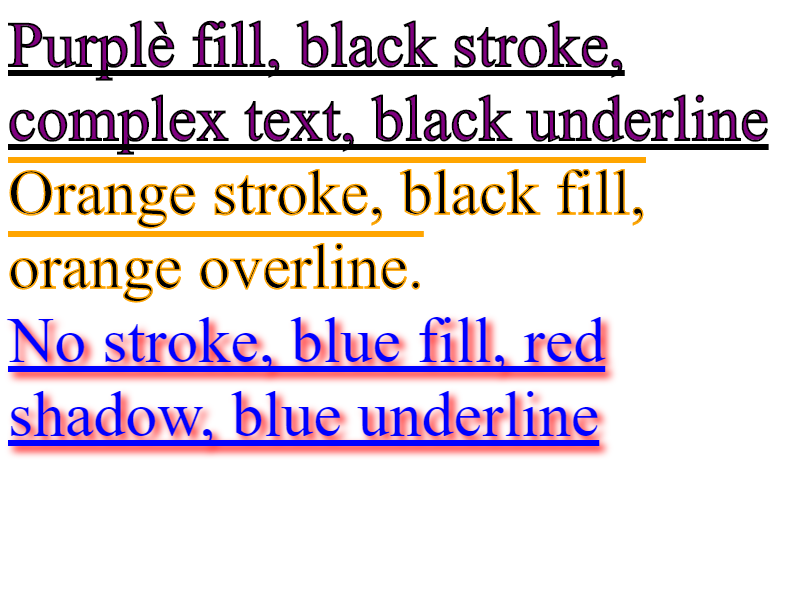 Purplè fill, black stroke,
complex text, black underline
Orange stroke, black fill,
orange overline.
No stroke, blue fill, red
shadow, blue underline